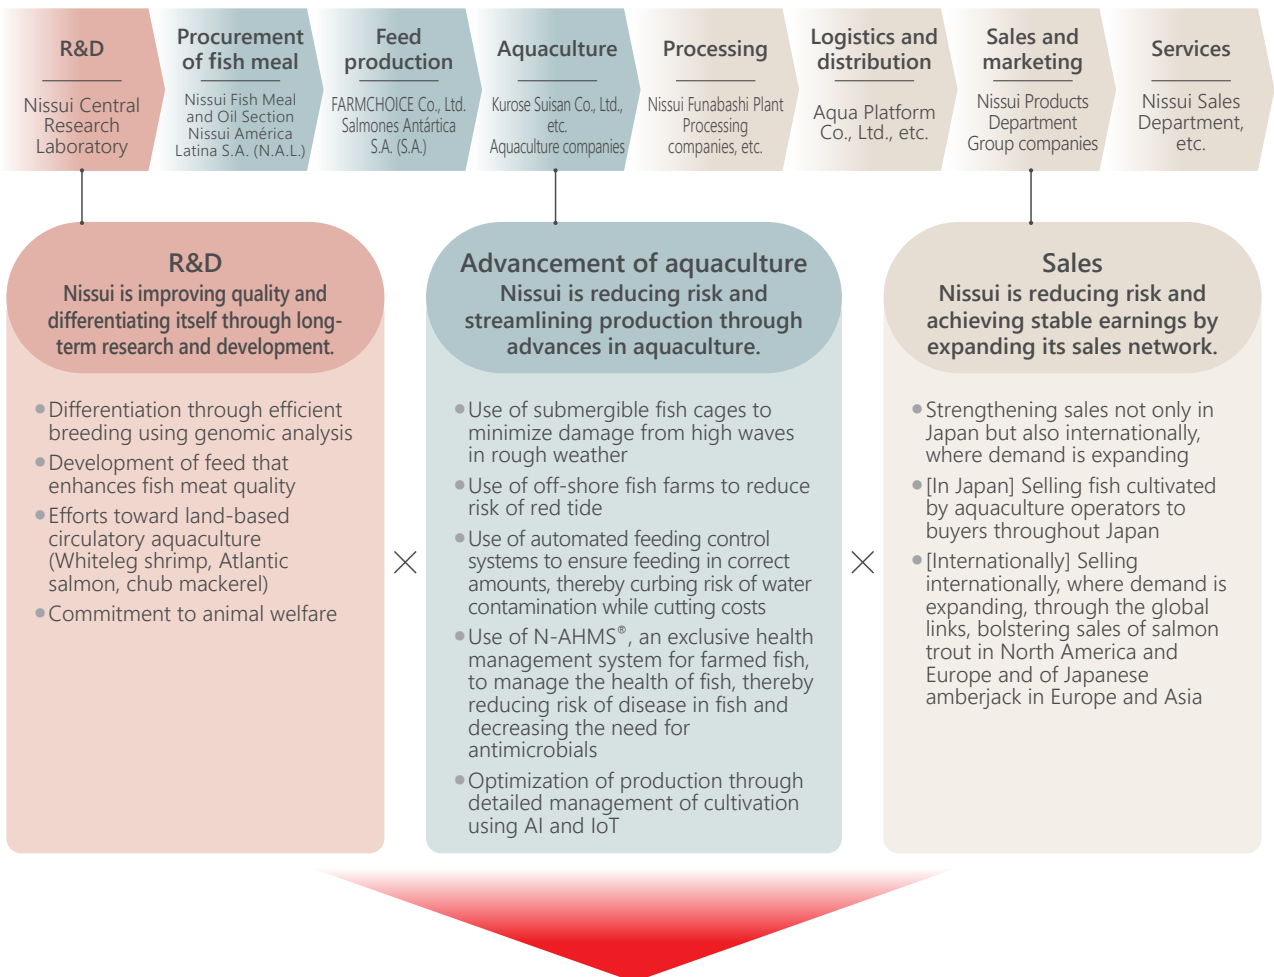 R&D
Nissui Central
Research
Laboratory
Procurement
of fish meal
Nissui Fish Meal
and Oil Section
Nissui América
Latina S.A. (N.A.L.)
Feed
production
FARMCHOICE Co., Ltd.
Salmones Antártica
S.A. (S.A.)
Aquaculture
Kurose Suisan Co., Ltd.,
etc.
Aquaculture companies
Processing
Nissui Funabashi Plant
Processing
companies, etc.
Logistics and
distribution
Aqua Platform
Co., Ltd., etc.
Sales and
marketing
Nissui Products
Department
Group companies
Services
Nissui Sales
Department,
etc.
R&D
Nissui is improving quality and
differentiating itself through long-
term research and development.
●Differentiation through efficient
breeding using genomic analysis
●Development of feed that
enhances fish meat quality
●Efforts toward land-based
circulatory aquaculture
(Whiteleg shrimp, Atlantic
salmon, chub mackerel)
●Commitment to animal welfare
×
Advancement of aquaculture
Nissui is reducing risk and
streamlining production through
advances in aquaculture.
●Use of submergible fish cages to
minimize damage from high waves
in rough weather
●Use of off-shore fish farms to reduce
risk of red tide
●Use of automated feeding control
systems to ensure feeding in correct
amounts, thereby curbing risk of water
contamination while cutting costs
●Use of N-AHMS®, an exclusive health
management system for farmed fish,
to manage the health of fish, thereby
reducing risk of disease in fish and
decreasing the need for
antimicrobials
●Optimization of production through
detailed management of cultivation
using AI and IoT
×
Sales
Nissui is reducing risk and
achieving stable earnings by
expanding its sales network.
●Strengthening sales not only in
Japan but also internationally,
where demand is expanding
●[In Japan] Selling fish cultivated
by aquaculture operators to
buyers throughout Japan
●[Internationally] Selling
internationally, where demand is
expanding, through the global
links, bolstering sales of salmon
trout in North America and
Europe and of Japanese
amberjack in Europe and Asia